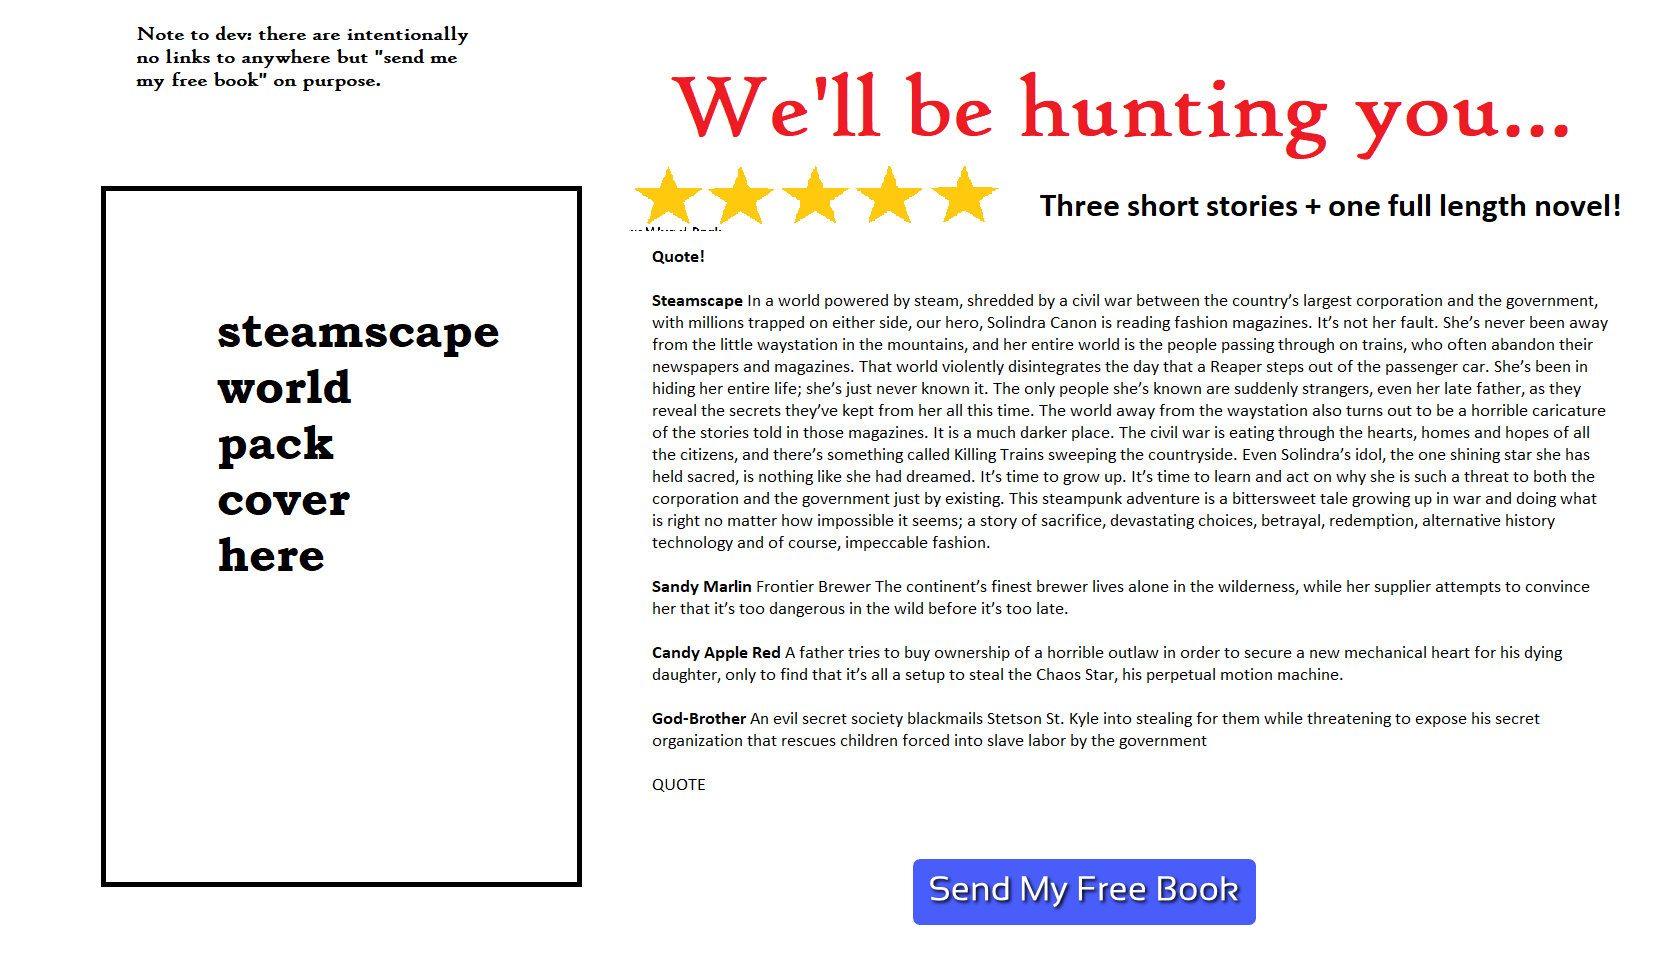 Note to dev: there are intentionally
no links to anywhere but "send me
my free book" on purpose.
We'll be hunting you...
Three short stories + one full length novel!
steamscape
world
pack
cover
here
Quote!
Steamscape In a world powered by steam, shredded by a civil war between the country’s largest corporation and the government,
with millions trapped on either side, our hero, Solindra Canon is reading fashion magazines. It’s not her fault. She’s never been away
from the little waystation in the mountains, and her entire world is the people passing through on trains, who often abandon their
newspapers and magazines. That world violently disintegrates the day that a Reaper steps out of the passenger car. She’s been in
hiding her entire life; she’s just never known it. The only people she’s known are suddenly strangers, even her late father, as they
reveal the secrets they’ve kept from her all this time. The world away from the waystation also turns out to be a horrible caricature
of the stories told in those magazines. It is a much darker place. The civil war is eating through the hearts, homes and hopes of all
the citizens, and there’s something called Killing Trains sweeping the countryside. Even Solindra’s idol, the one shining star she has
held sacred, is nothing like she had dreamed. It’s time to grow up. It’s time to learn and act on why she is such a threat to both the
corporation and the government just by existing. This steampunk adventure is a bittersweet tale growing up in war and doing what
is right no matter how impossible it seems; a story of sacrifice, devastating choices, betrayal, redemption, alternative history
technology and of course, impeccable fashion.
Sandy Marlin Frontier Brewer The continent’s finest brewer lives alone in the wilderness, while her supplier attempts to convince
her that it’s too dangerous in the wild before it’s too late.
Candy Apple Red A father tries to buy ownership of a horrible outlaw in order to secure a new mechanical heart for his dying
daughter, only to find that it’s all a setup to steal the Chaos Star, his perpetual motion machine.
God-Brother An evil secret society blackmails Stetson St. Kyle into stealing for them while threatening to expose his secret
organization that rescues children forced into slave labor by the government
QUOTE
Send My Free Book